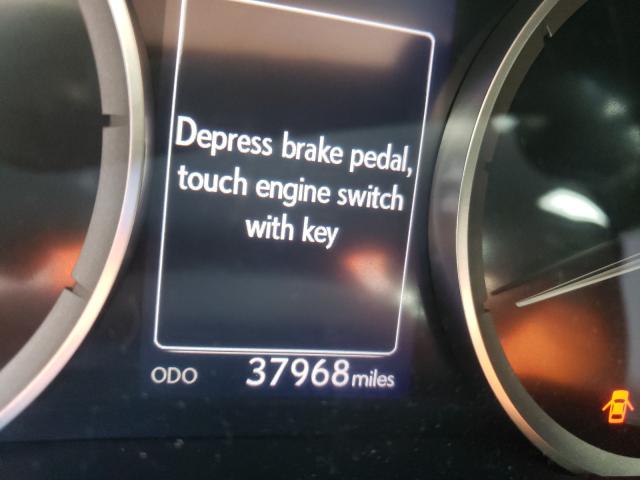 Depress brake pedal,
touch engine switch
with key
ODO 37968 miles